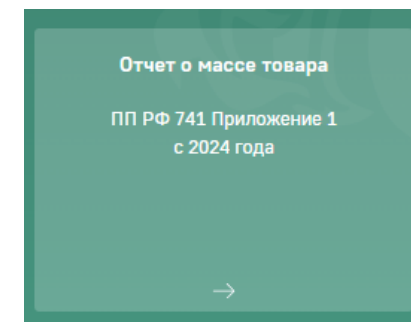 Отчет о массе товара
ПП РФ 741 Приложение 1
с 2024 года